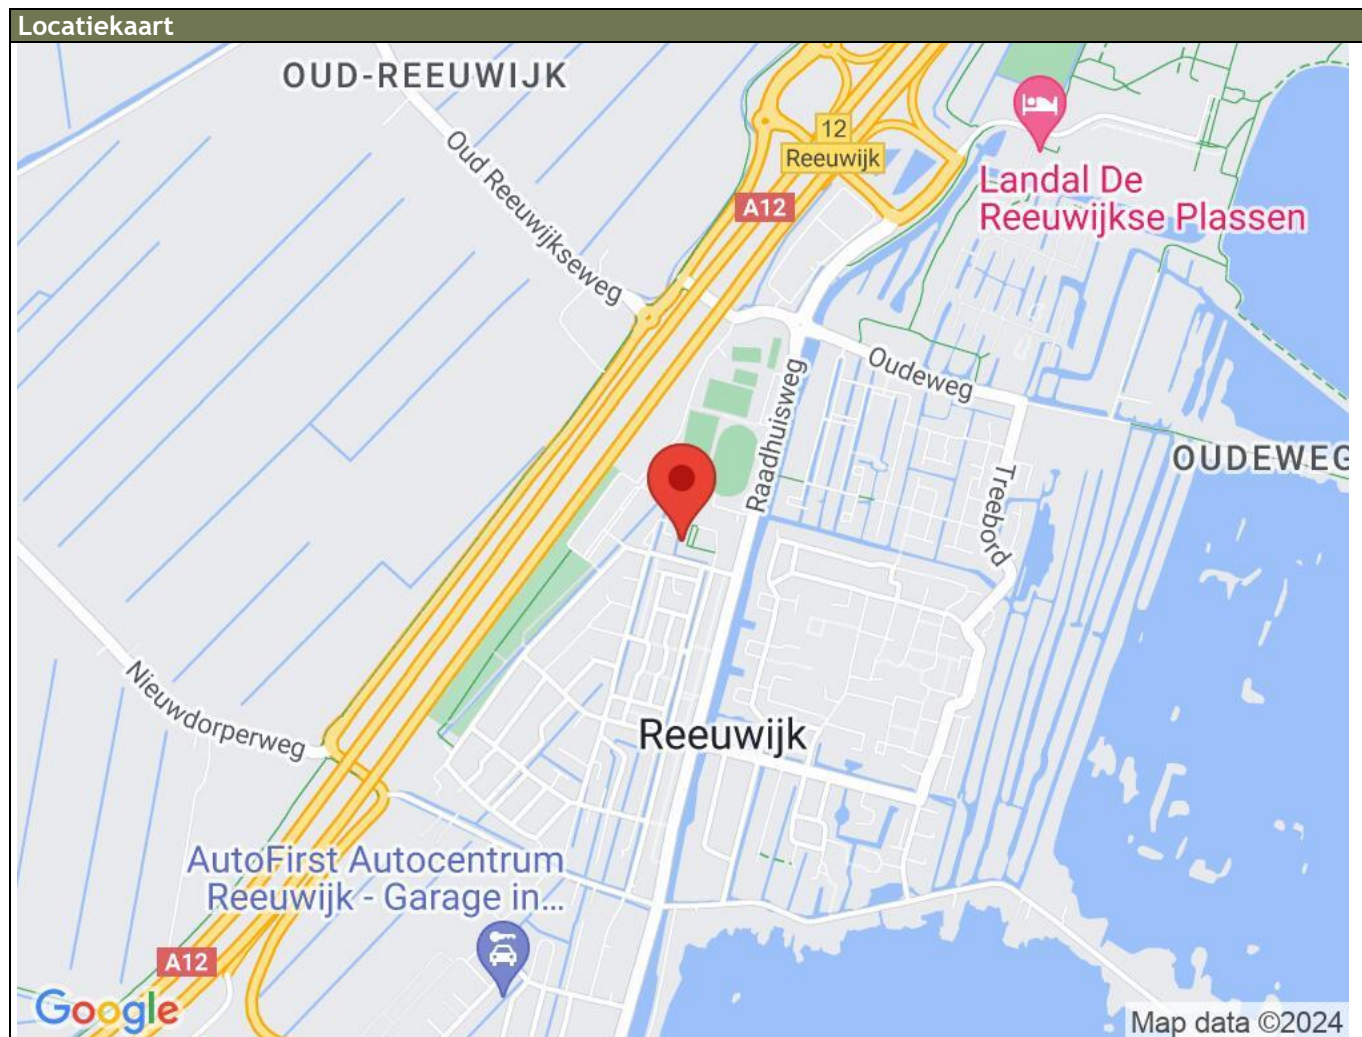 Locatiekaart
OUD-REEUWIJK
Oud Reeuwijkseweg
12
Reeuwijk
A12
Landal De
Reeuwijkse Plassen
Oudeweg
Raadhuisweg
OUDEWEG
Treebord
Nieuwdorperweg
Reeuwijk
AutoFirst Autocentrum
Reeuwijk - Garage in...
A12
Google
Map data ©2024